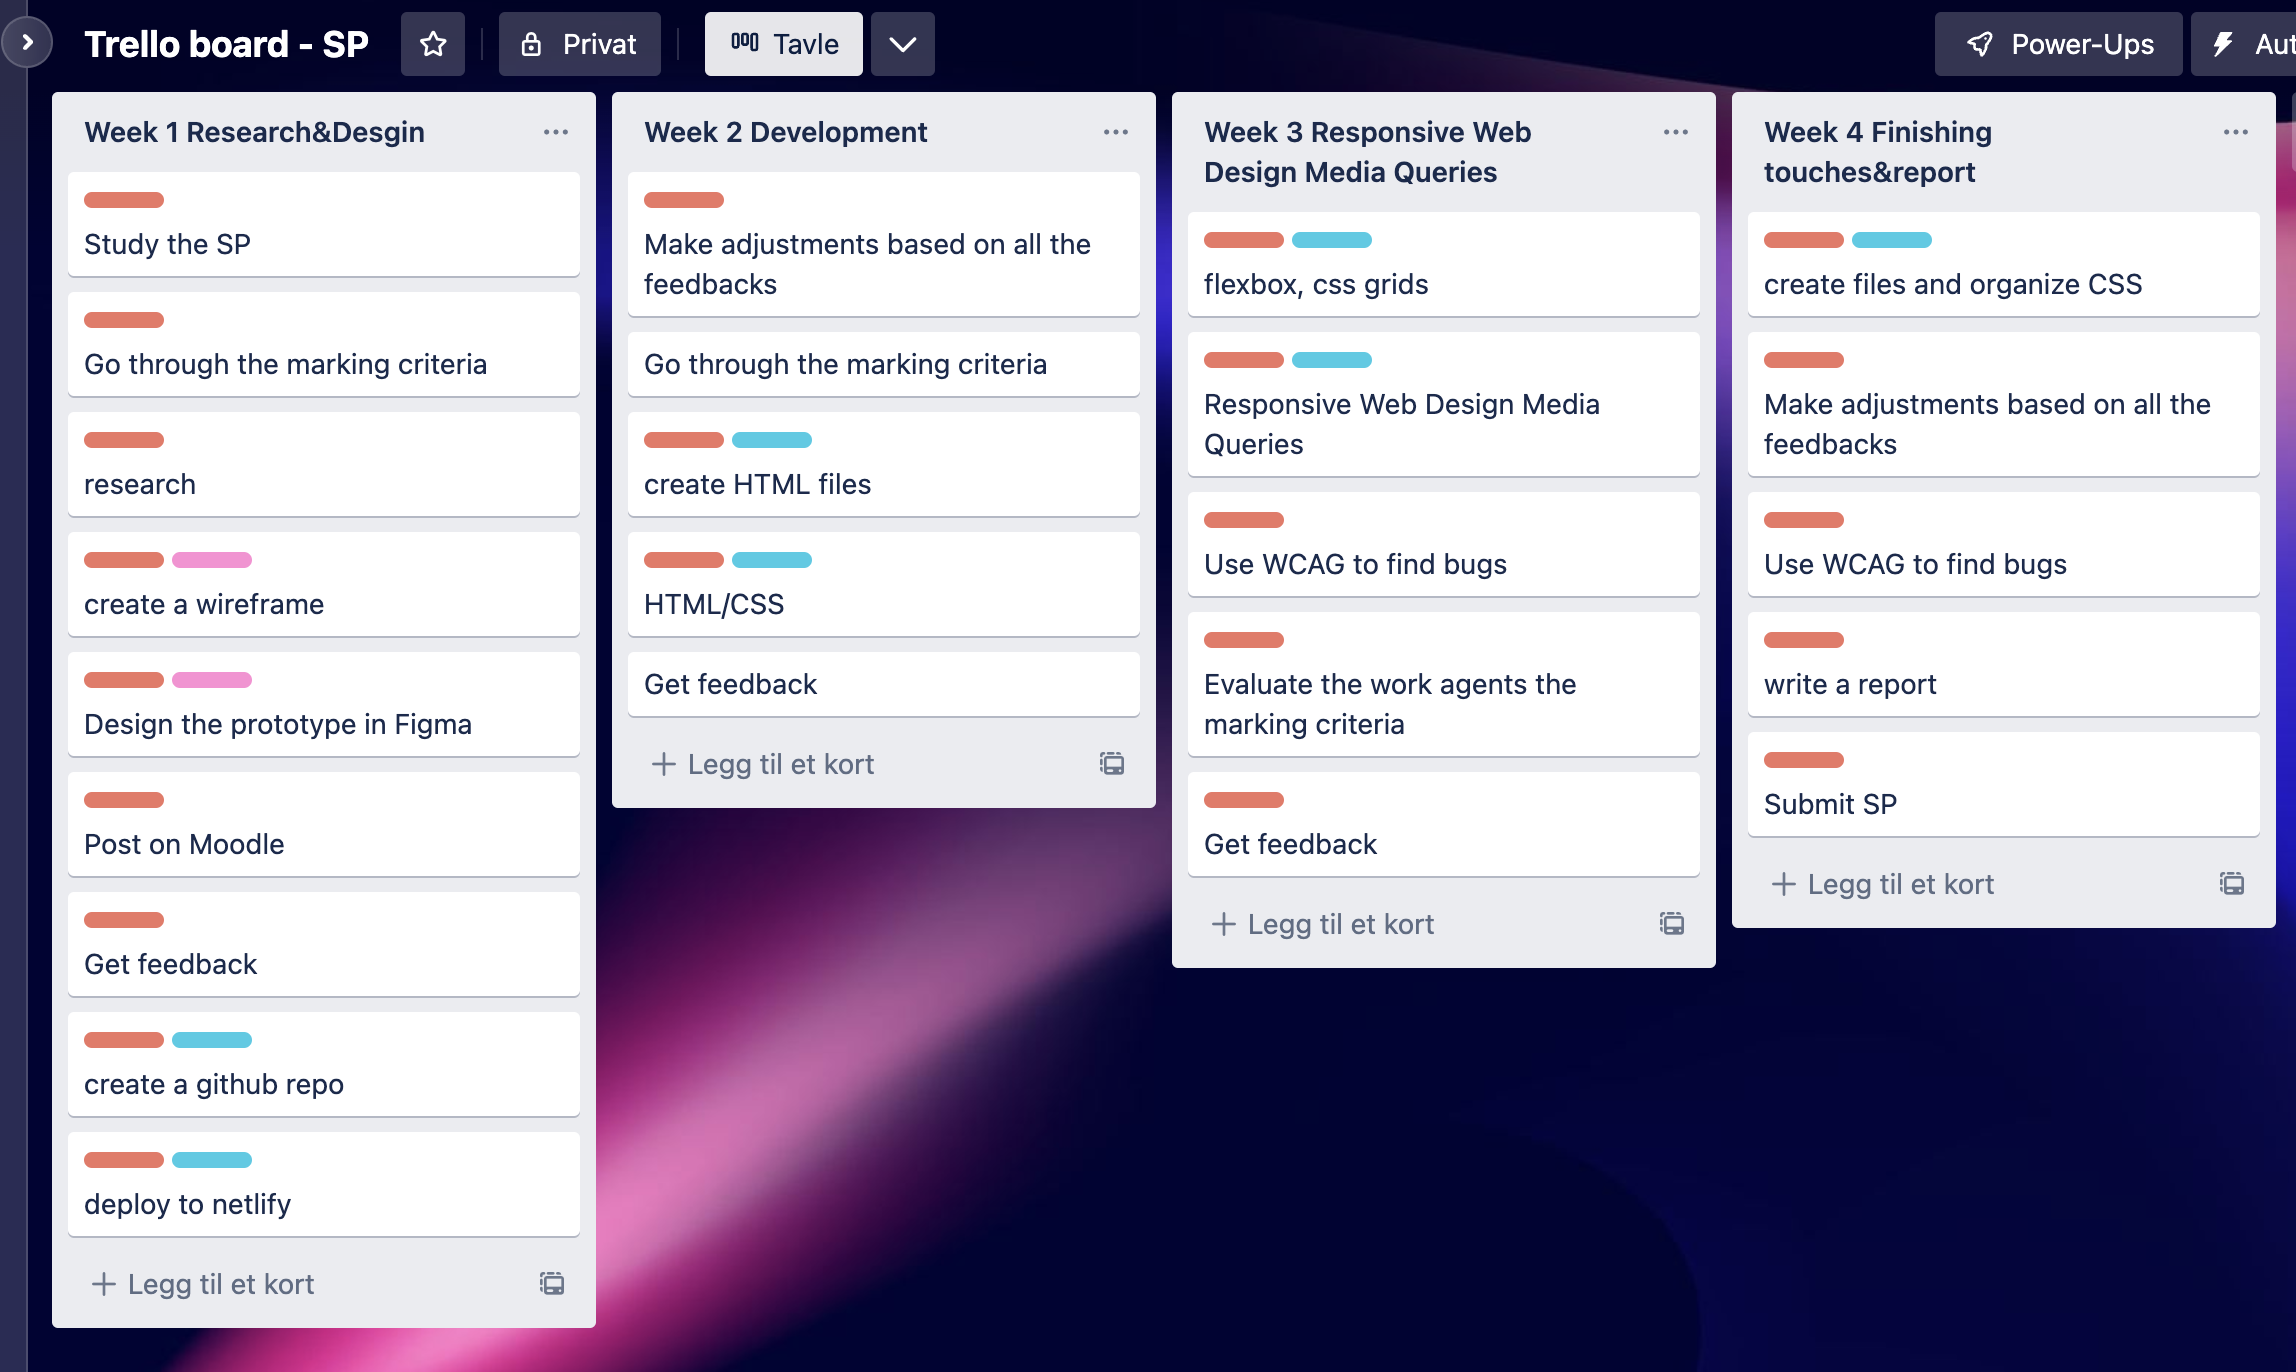 Trello board - SP
Privat
Tavle
Power-Ups
Week 1 Research&Desgin
Study the SP
Go through the marking criteria
research
create a wireframe
Design the prototype in Figma
Post on Moodle
Get feedback
create a github repo
deploy to netlify
Legg til et kort
Week 2 Development
Make adjustments based on all the
feedbacks
Go through the marking criteria
create HTML files
HTML/CSS
Get feedback
Legg til et kort
Week 3 Responsive Web
Design Media Queries
flexbox, css grids
Responsive Web Design Media
Queries
Use WCAG to find bugs
Evaluate the work agents the
marking criteria
Get feedback
Legg til et kort
Week 4 Finishing
touches&report
create files and organize CSS
Make adjustments based on all the
feedbacks
Use WCAG to find bugs
write a report
Submit SP
Legg til et kort